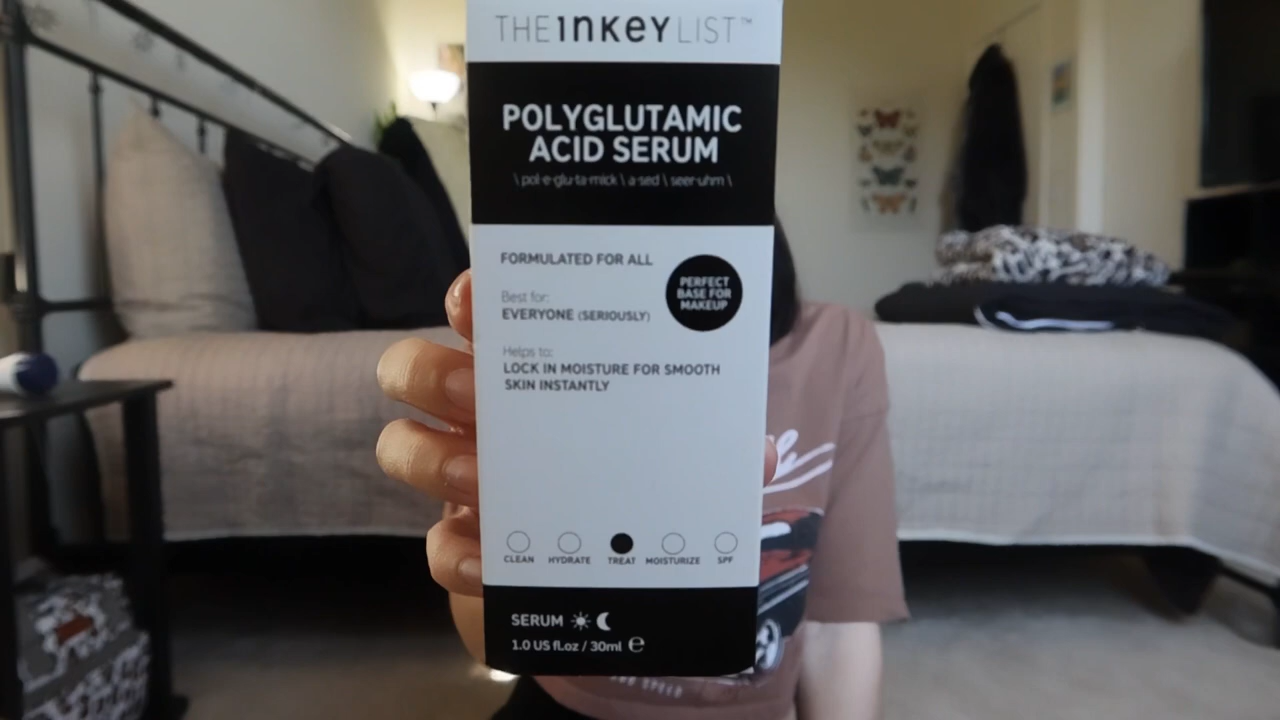 THE INKEY LIST™
POLYGLUTAMIC
ACID SERUM
\ pol·e·glu·ta·mick \ a·sed \ seer·uhm \
FORMULATED FOR ALL
PERFECT
BASE FOR
MAKEUP
Best for:
EVERYONE (SERIOUSLY)
Helps to:
LOCK IN MOISTURE FOR SMOOTH
SKIN INSTANTLY
CLEAN HYDRATE TREAT MOISTURIZE SPF
SERUM
1.0 US fl.oz / 30ml ℮
SPEED